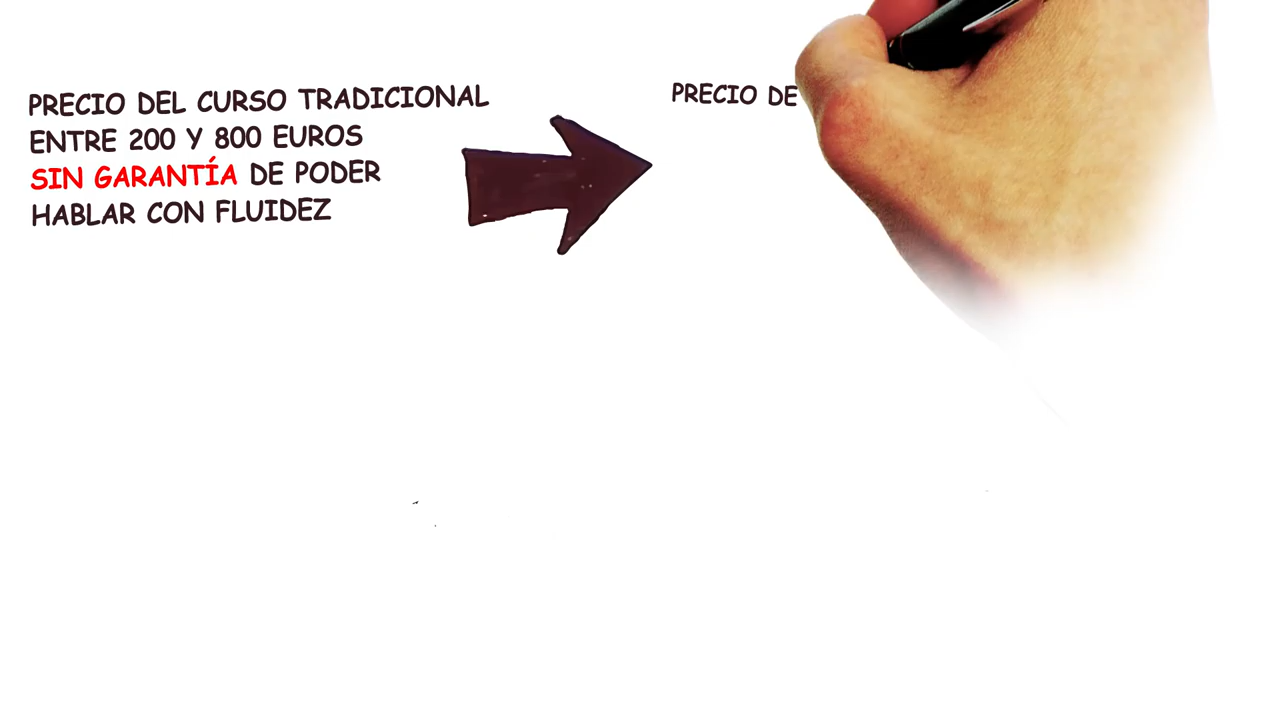 PRECIO DEL CURSO TRADICIONAL
ENTRE 200 Y 800 EUROS
SIN GARANTÍA DE PODER
HABLAR CON FLUIDEZ
PRECIO DE